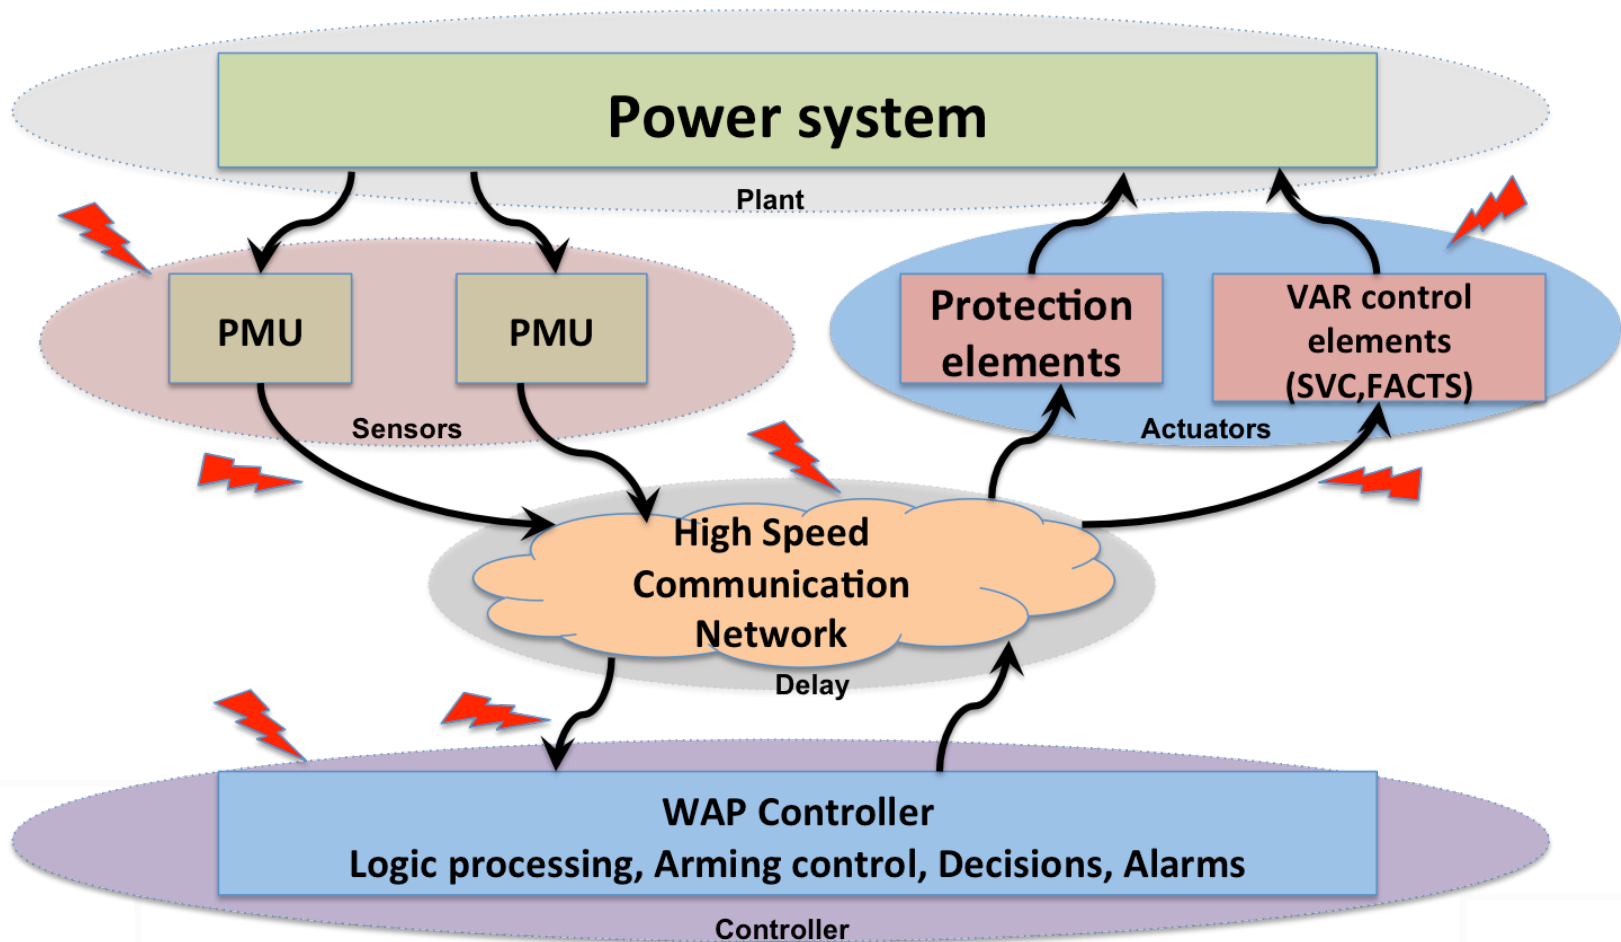 Power system
Plant
PMU
PMU
Sensors
Protection
elements
VAR control
elements
(SVC,FACTS)
Actuators
High Speed
Communication
Network
Delay
WAP Controller
Logic processing, Arming control, Decisions, Alarms
Controller